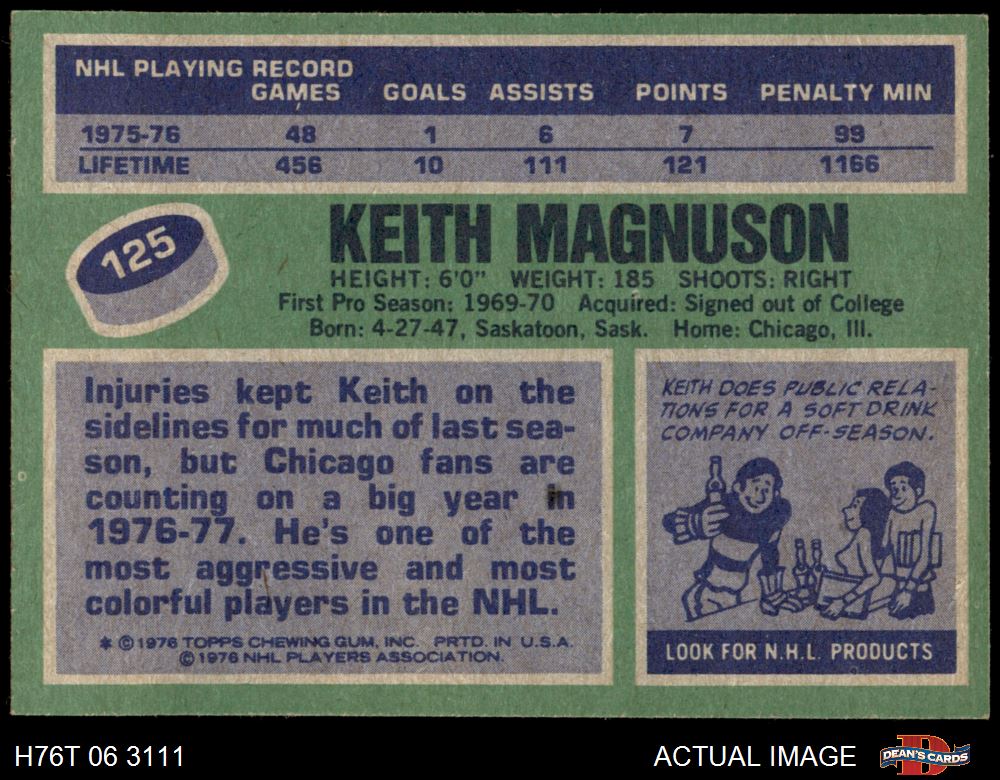 NHL PLAYING RECORD
GAMES GOALS ASSISTS POINTS PENALTY MIN
1975-76 48 1 6 7 99
LIFETIME 456 10 111 121 1166
125
KEITH MAGNUSON
HEIGHT: 6'0" WEIGHT: 185 SHOOTS: RIGHT
First Pro Season: 1969-70 Acquired: Signed out of College
Born: 4-27-47, Saskatoon, Sask. Home: Chicago, Ill.
Injuries kept Keith on the
sidelines for much of last sea-
son, but Chicago fans are
counting on a big year in
1976-77. He's one of the
most aggressive and most
colorful players in the NHL.
* © 1976 TOPPS CHEWING GUM, INC. PRTD. IN U.S.A.
© 1976 NHL PLAYERS ASSOCIATION.
KEITH DOES PUBLIC RELA-
TIONS FOR A SOFT DRINK
COMPANY OFF-SEASON.
LOOK FOR N.H.L. PRODUCTS
H76T 06 3111
ACTUAL IMAGE
D
DEAN'S CARDS